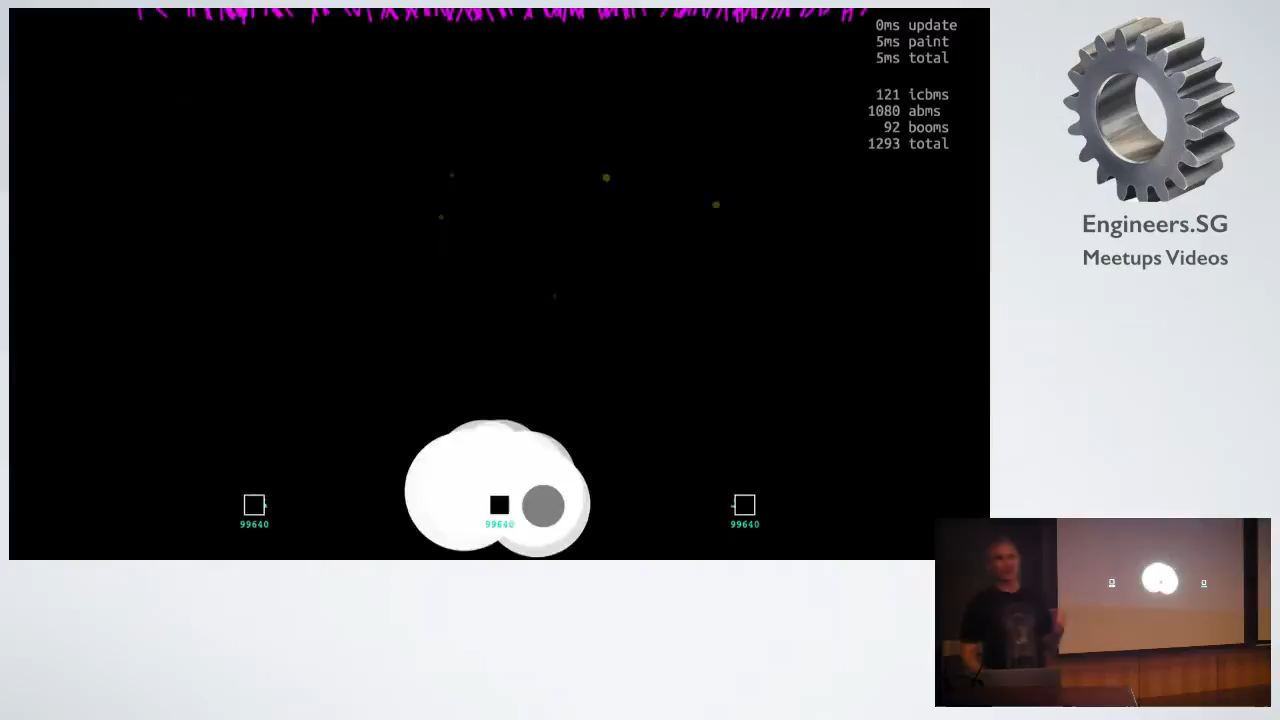 0ms update
5ms paint
5ms total
121 icbms
1080 abms
92 booms
1293 total
99640
99640
99640
Engineers.SG
Meetups Videos